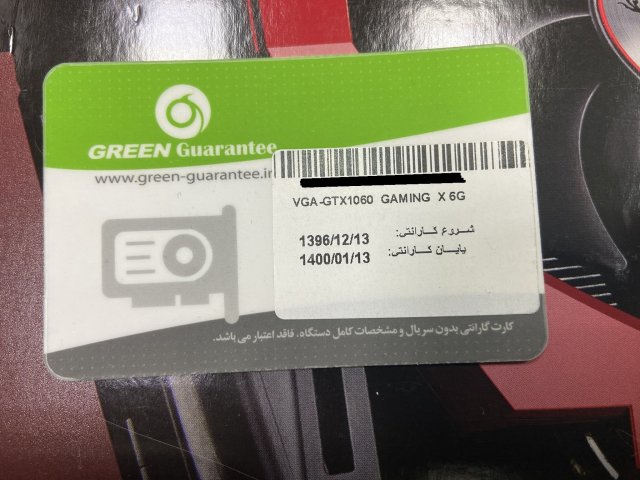 GREEN Guarantee
www.green-guarantee.ir
VGA-GTX1060 GAMING X 6G
شروع گارانتی: 1396/12/13
پایان گارانتی: 1400/01/13
کارت گارانتی بدون سریال و مشخصات کامل دستگاه، فاقد اعتبار می باشد.